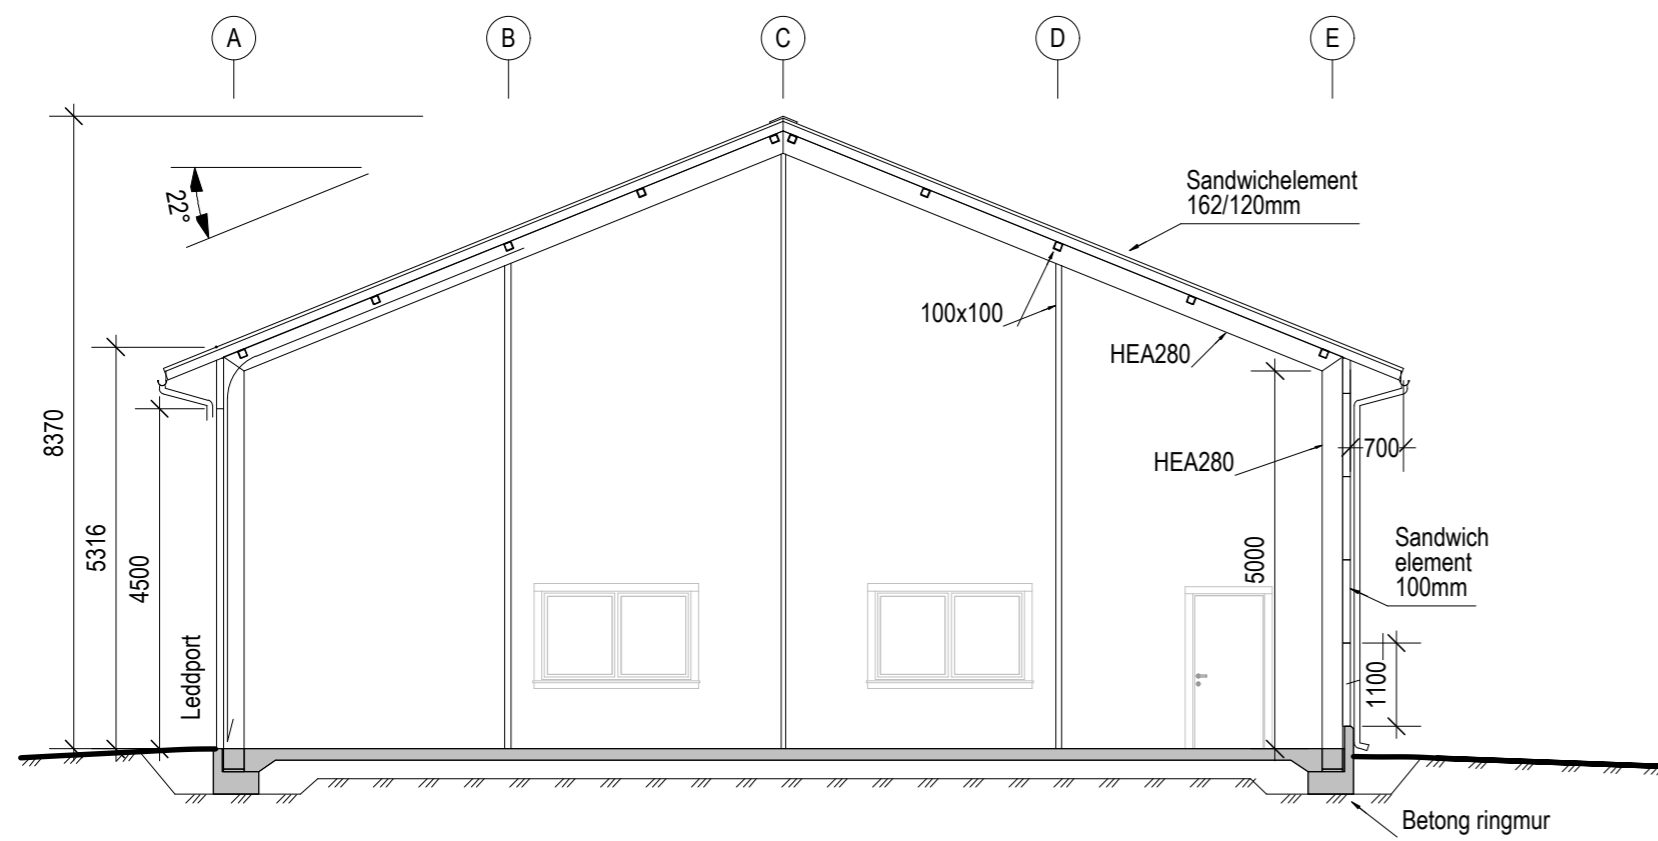 A
B
C
D
E
22°
Sandwichelement
162/120mm
100x100
HEA280
8370
5316
4500
Leddport
HEA280
700
5000
Sandwich
element
100mm
1100
Betong ringmur